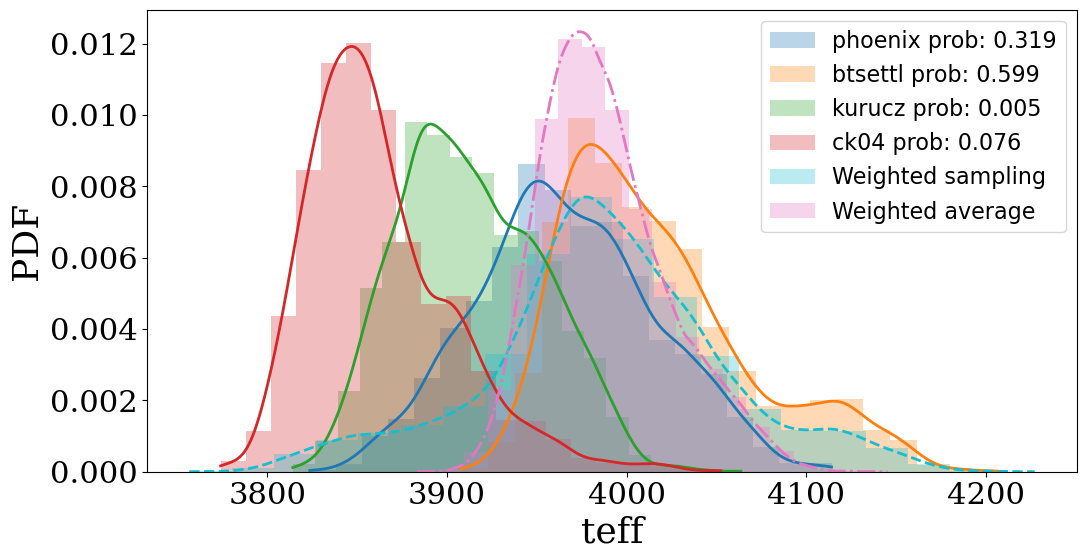 phoenix prob: 0.319
btsettl prob: 0.599
kurucz prob: 0.005
ck04 prob: 0.076
Weighted sampling
Weighted average
PDF
0.012
0.010
0.008
0.006
0.004
0.002
0.000
3800 3900 4000 4100 4200
teff